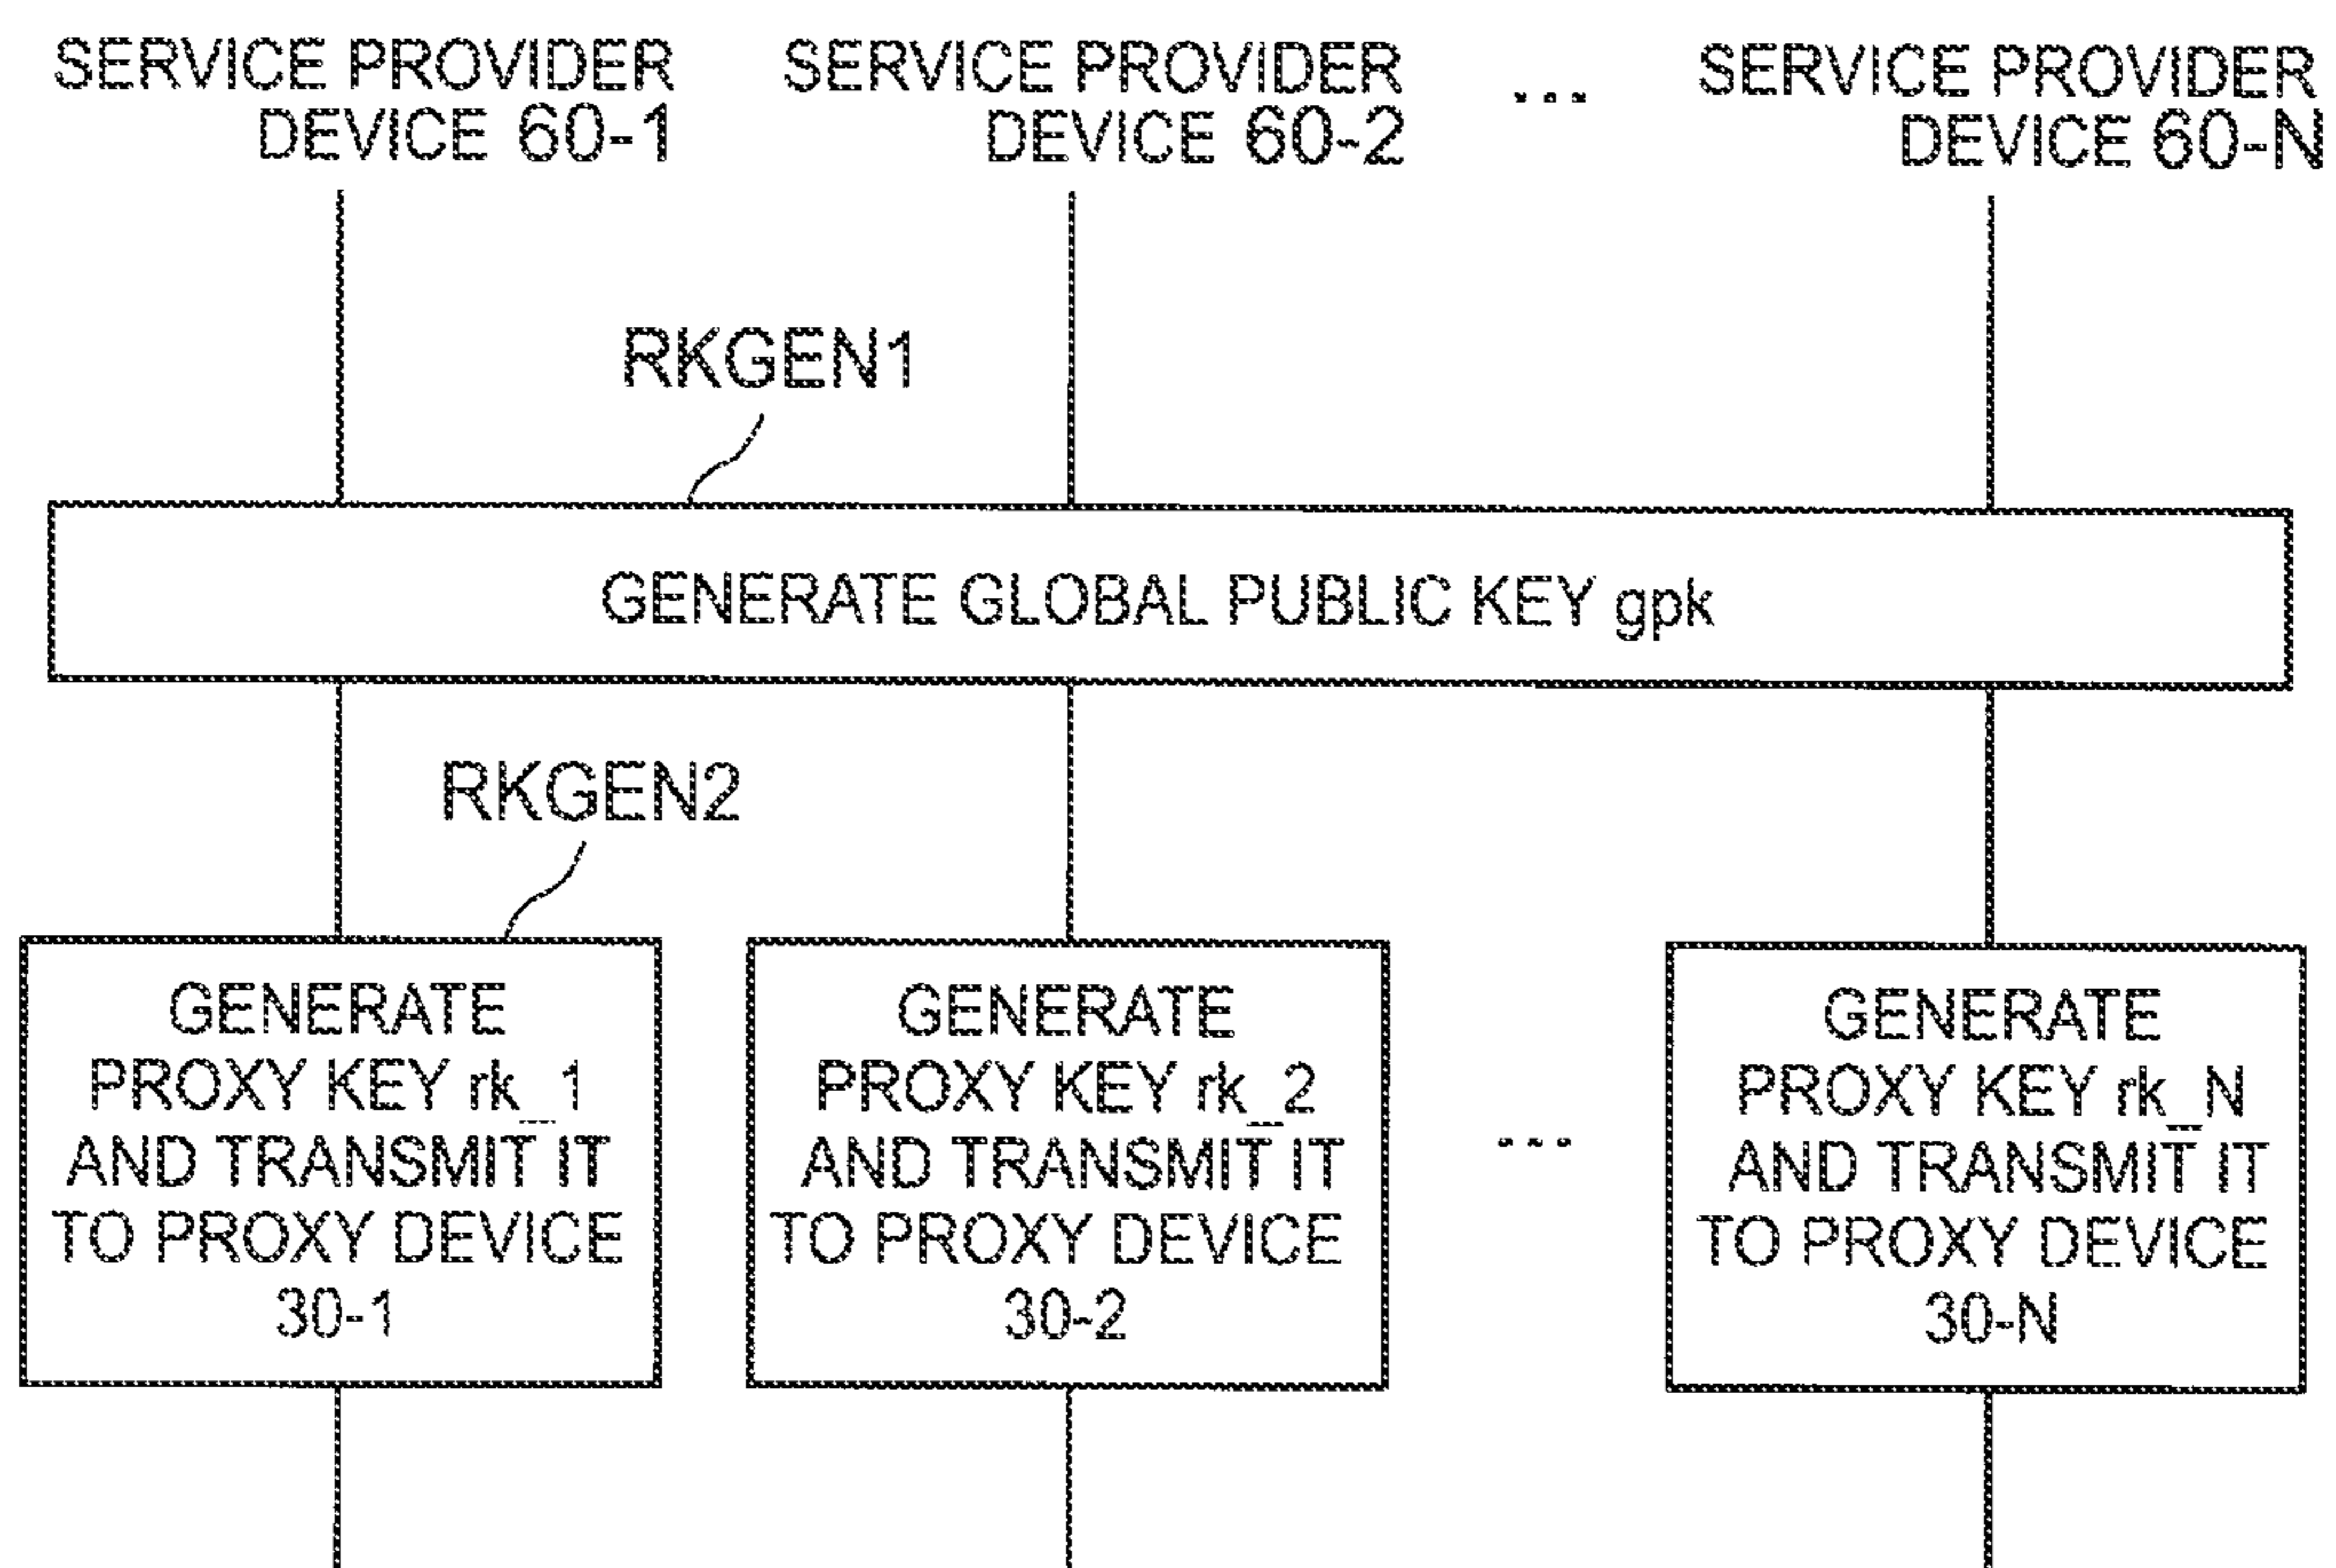 SERVICE PROVIDER
DEVICE 60-1
SERVICE PROVIDER
DEVICE 60-2
...
SERVICE PROVIDER
DEVICE 60-N
RKGEN1
GENERATE GLOBAL PUBLIC KEY gpk
RKGEN2
GENERATE
PROXY KEY rk_1
AND TRANSMIT IT
TO PROXY DEVICE
30-1
GENERATE
PROXY KEY rk_2
AND TRANSMIT IT
TO PROXY DEVICE
30-2
...
GENERATE
PROXY KEY rk_N
AND TRANSMIT IT
TO PROXY DEVICE
30-N